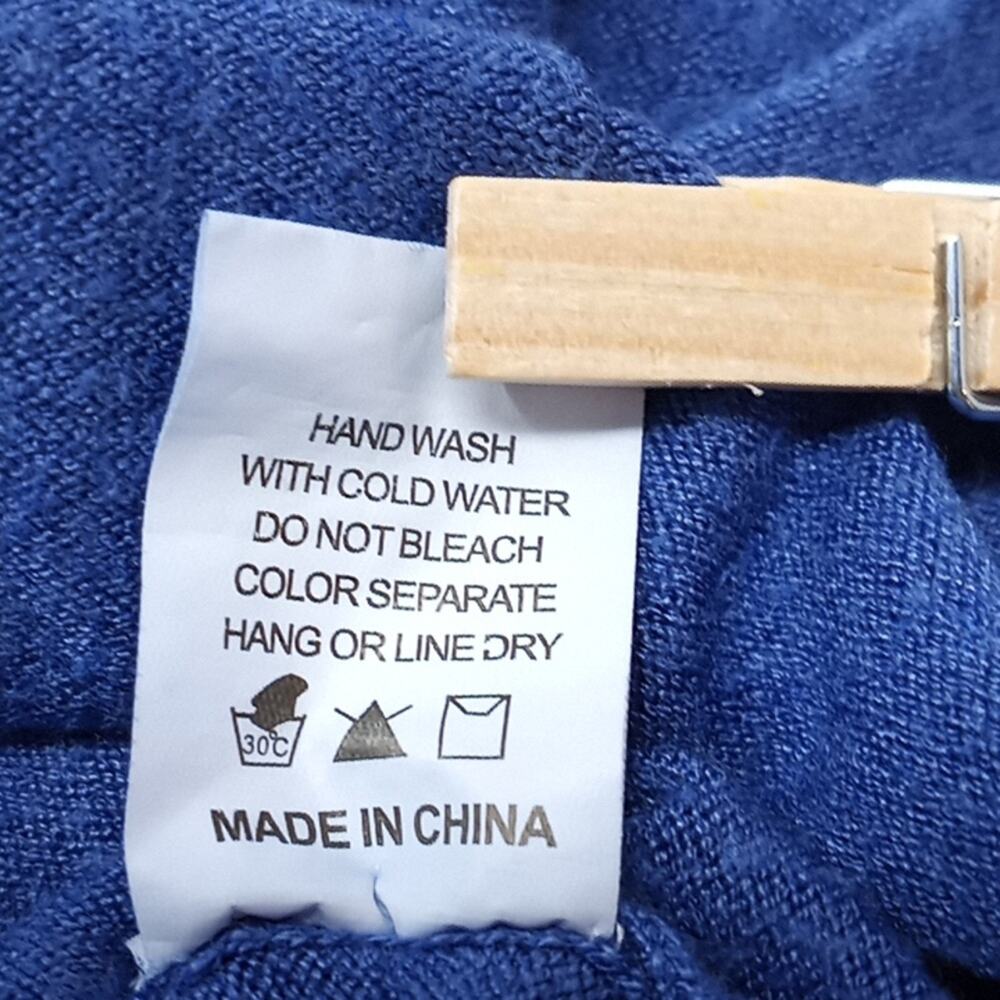 HAND WASH
WITH COLD WATER
DO NOT BLEACH
COLOR SEPARATE
HANG OR LINE DRY
30℃
MADE IN CHINA